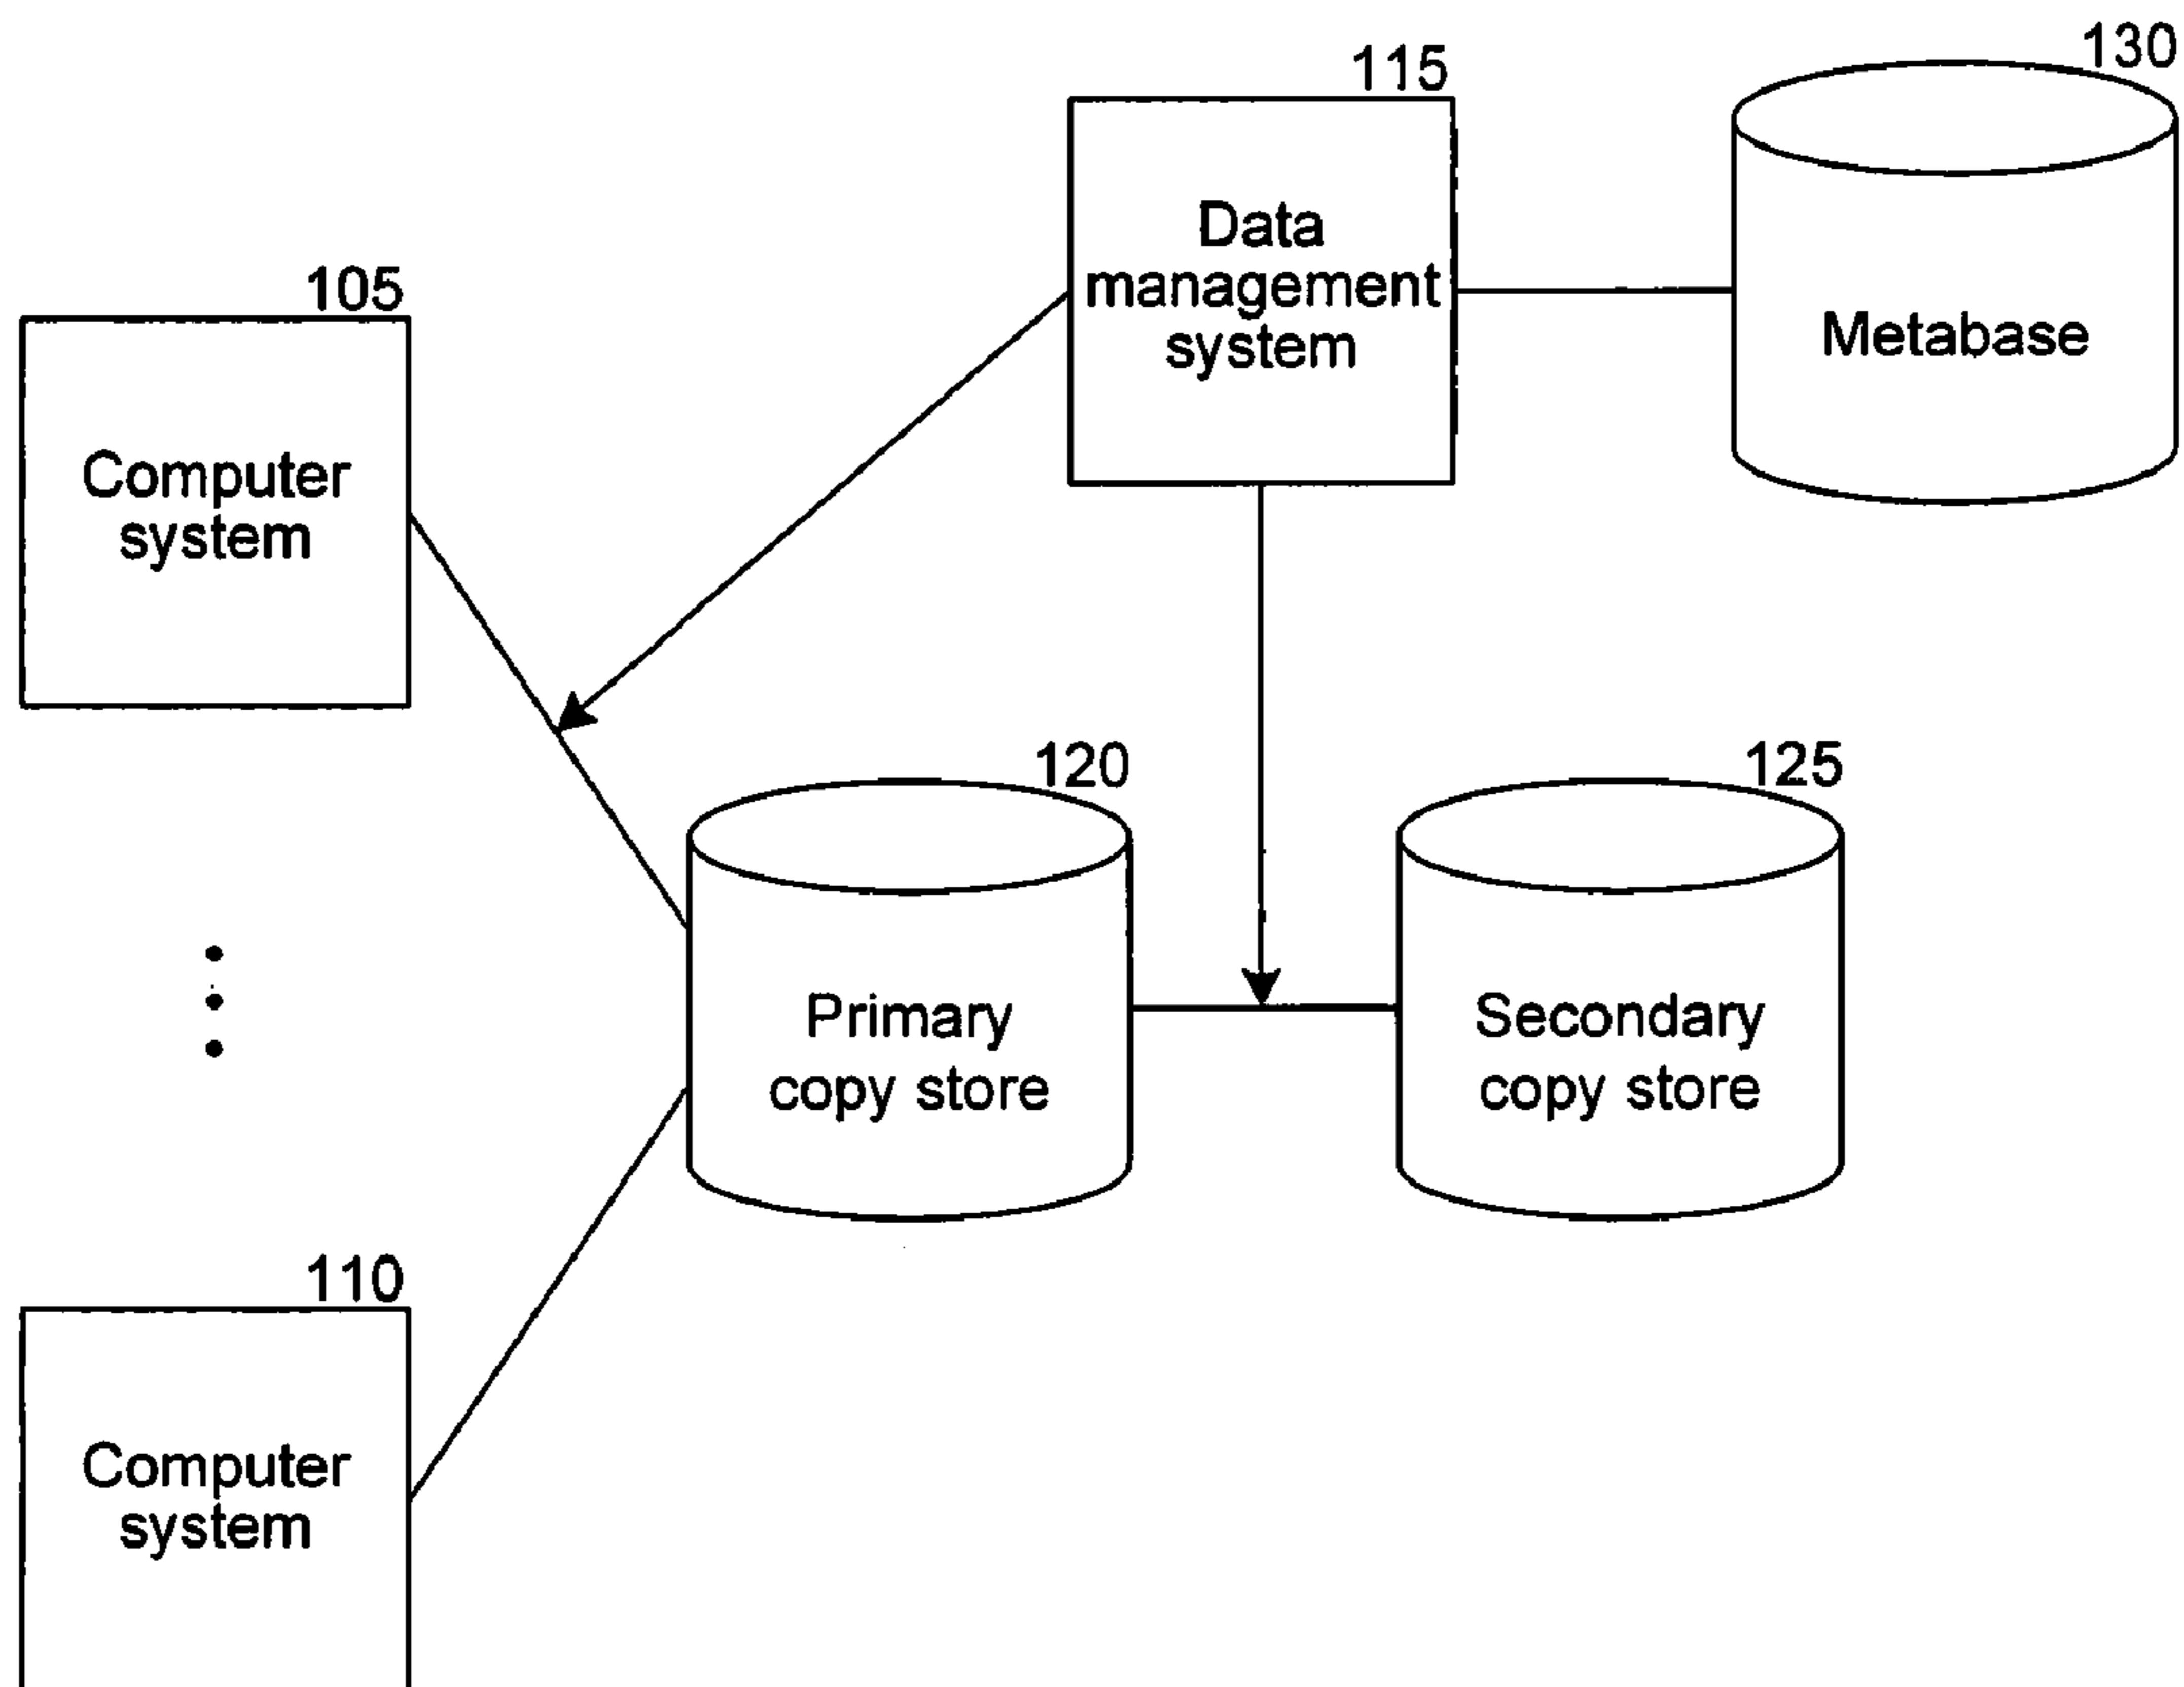 130
115
Data
management
system
Metabase
105
Computer
system
120
Primary
copy store
125
Secondary
copy store
110
Computer
system